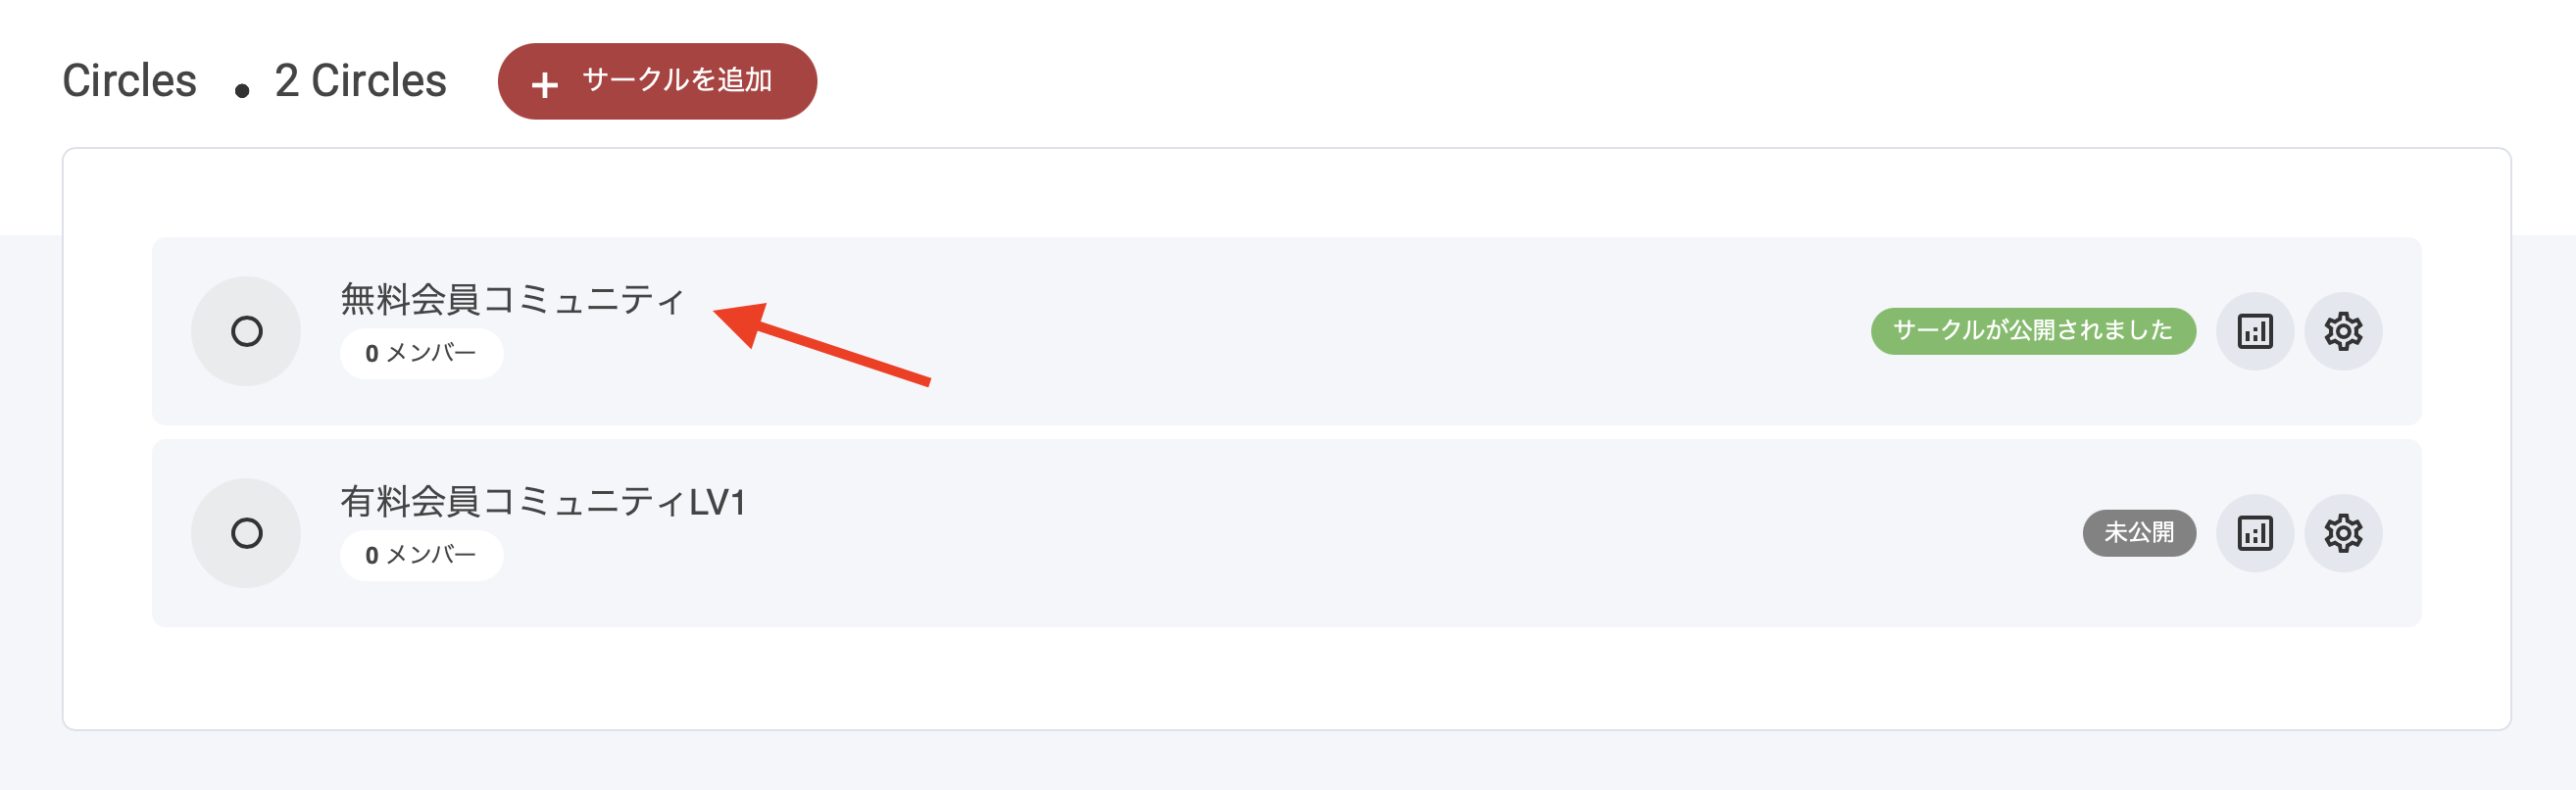 Circles . 2 Circles + サークルを追加
無料会員コミュニティ
0 メンバー
サークルが公開されました
有料会員コミュニティLV1
0 メンバー
未公開